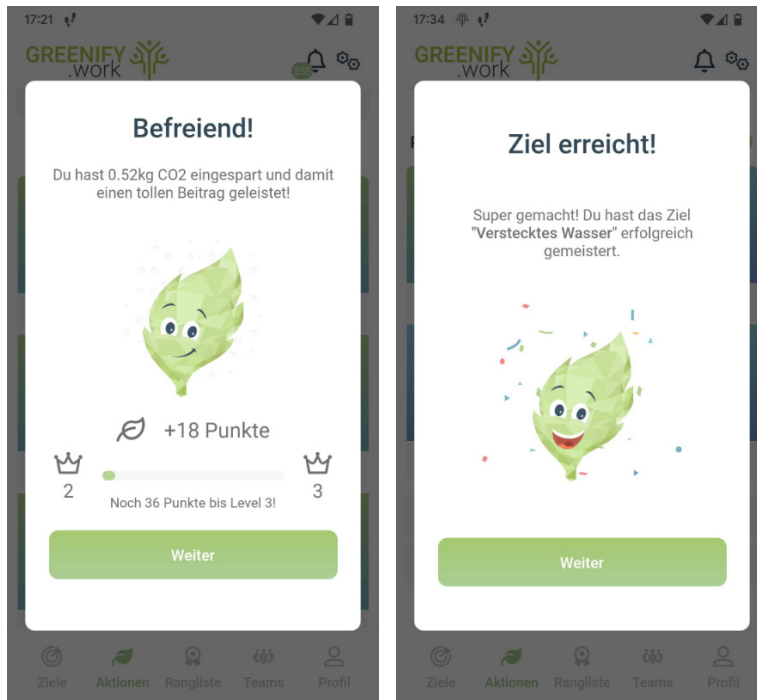 17:21
GREENIFY
.work
255
Befreiend!
Du hast 0.52kg CO2 eingespart und damit
einen tollen Beitrag geleistet!
+18 Punkte
2
3
Noch 36 Punkte bis Level 3!
Weiter
Ziele
Aktionen
Rangliste
Teams
Profil
17:34
GREENIFY
.work
Ziel erreicht!
Super gemacht! Du hast das Ziel
"Verstecktes Wasser" erfolgreich
gemeistert.
Weiter
Ziele
Aktionen
Rangliste
Teams
Profil